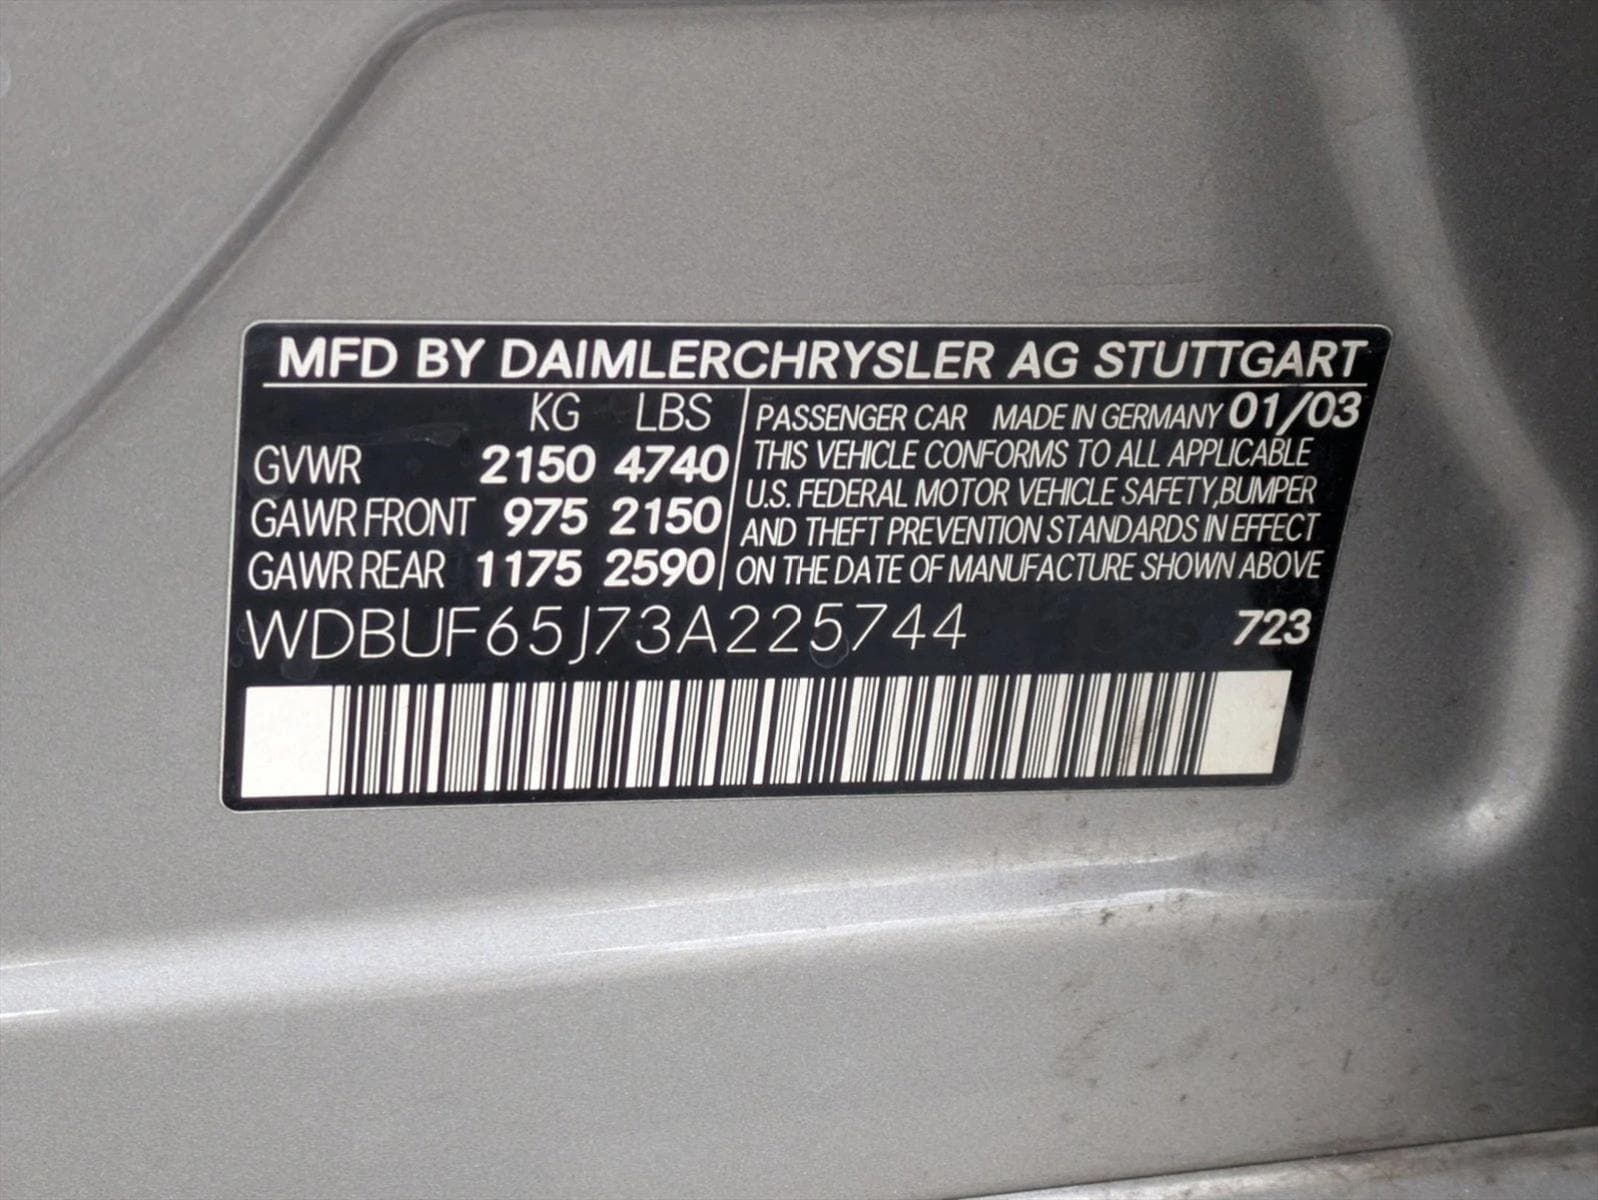 MFD BY DAIMLERCHRYSLER AG STUTTGART
KG LBS
GVWR 2150 4740
GAWR FRONT 975 2150
GAWR REAR 1175 2590
PASSENGER CAR MADE IN GERMANY 01/03
THIS VEHICLE CONFORMS TO ALL APPLICABLE
U.S. FEDERAL MOTOR VEHICLE SAFETY,BUMPER
AND THEFT PREVENTION STANDARDS IN EFFECT
ON THE DATE OF MANUFACTURE SHOWN ABOVE
WDBUF65J73A225744 723